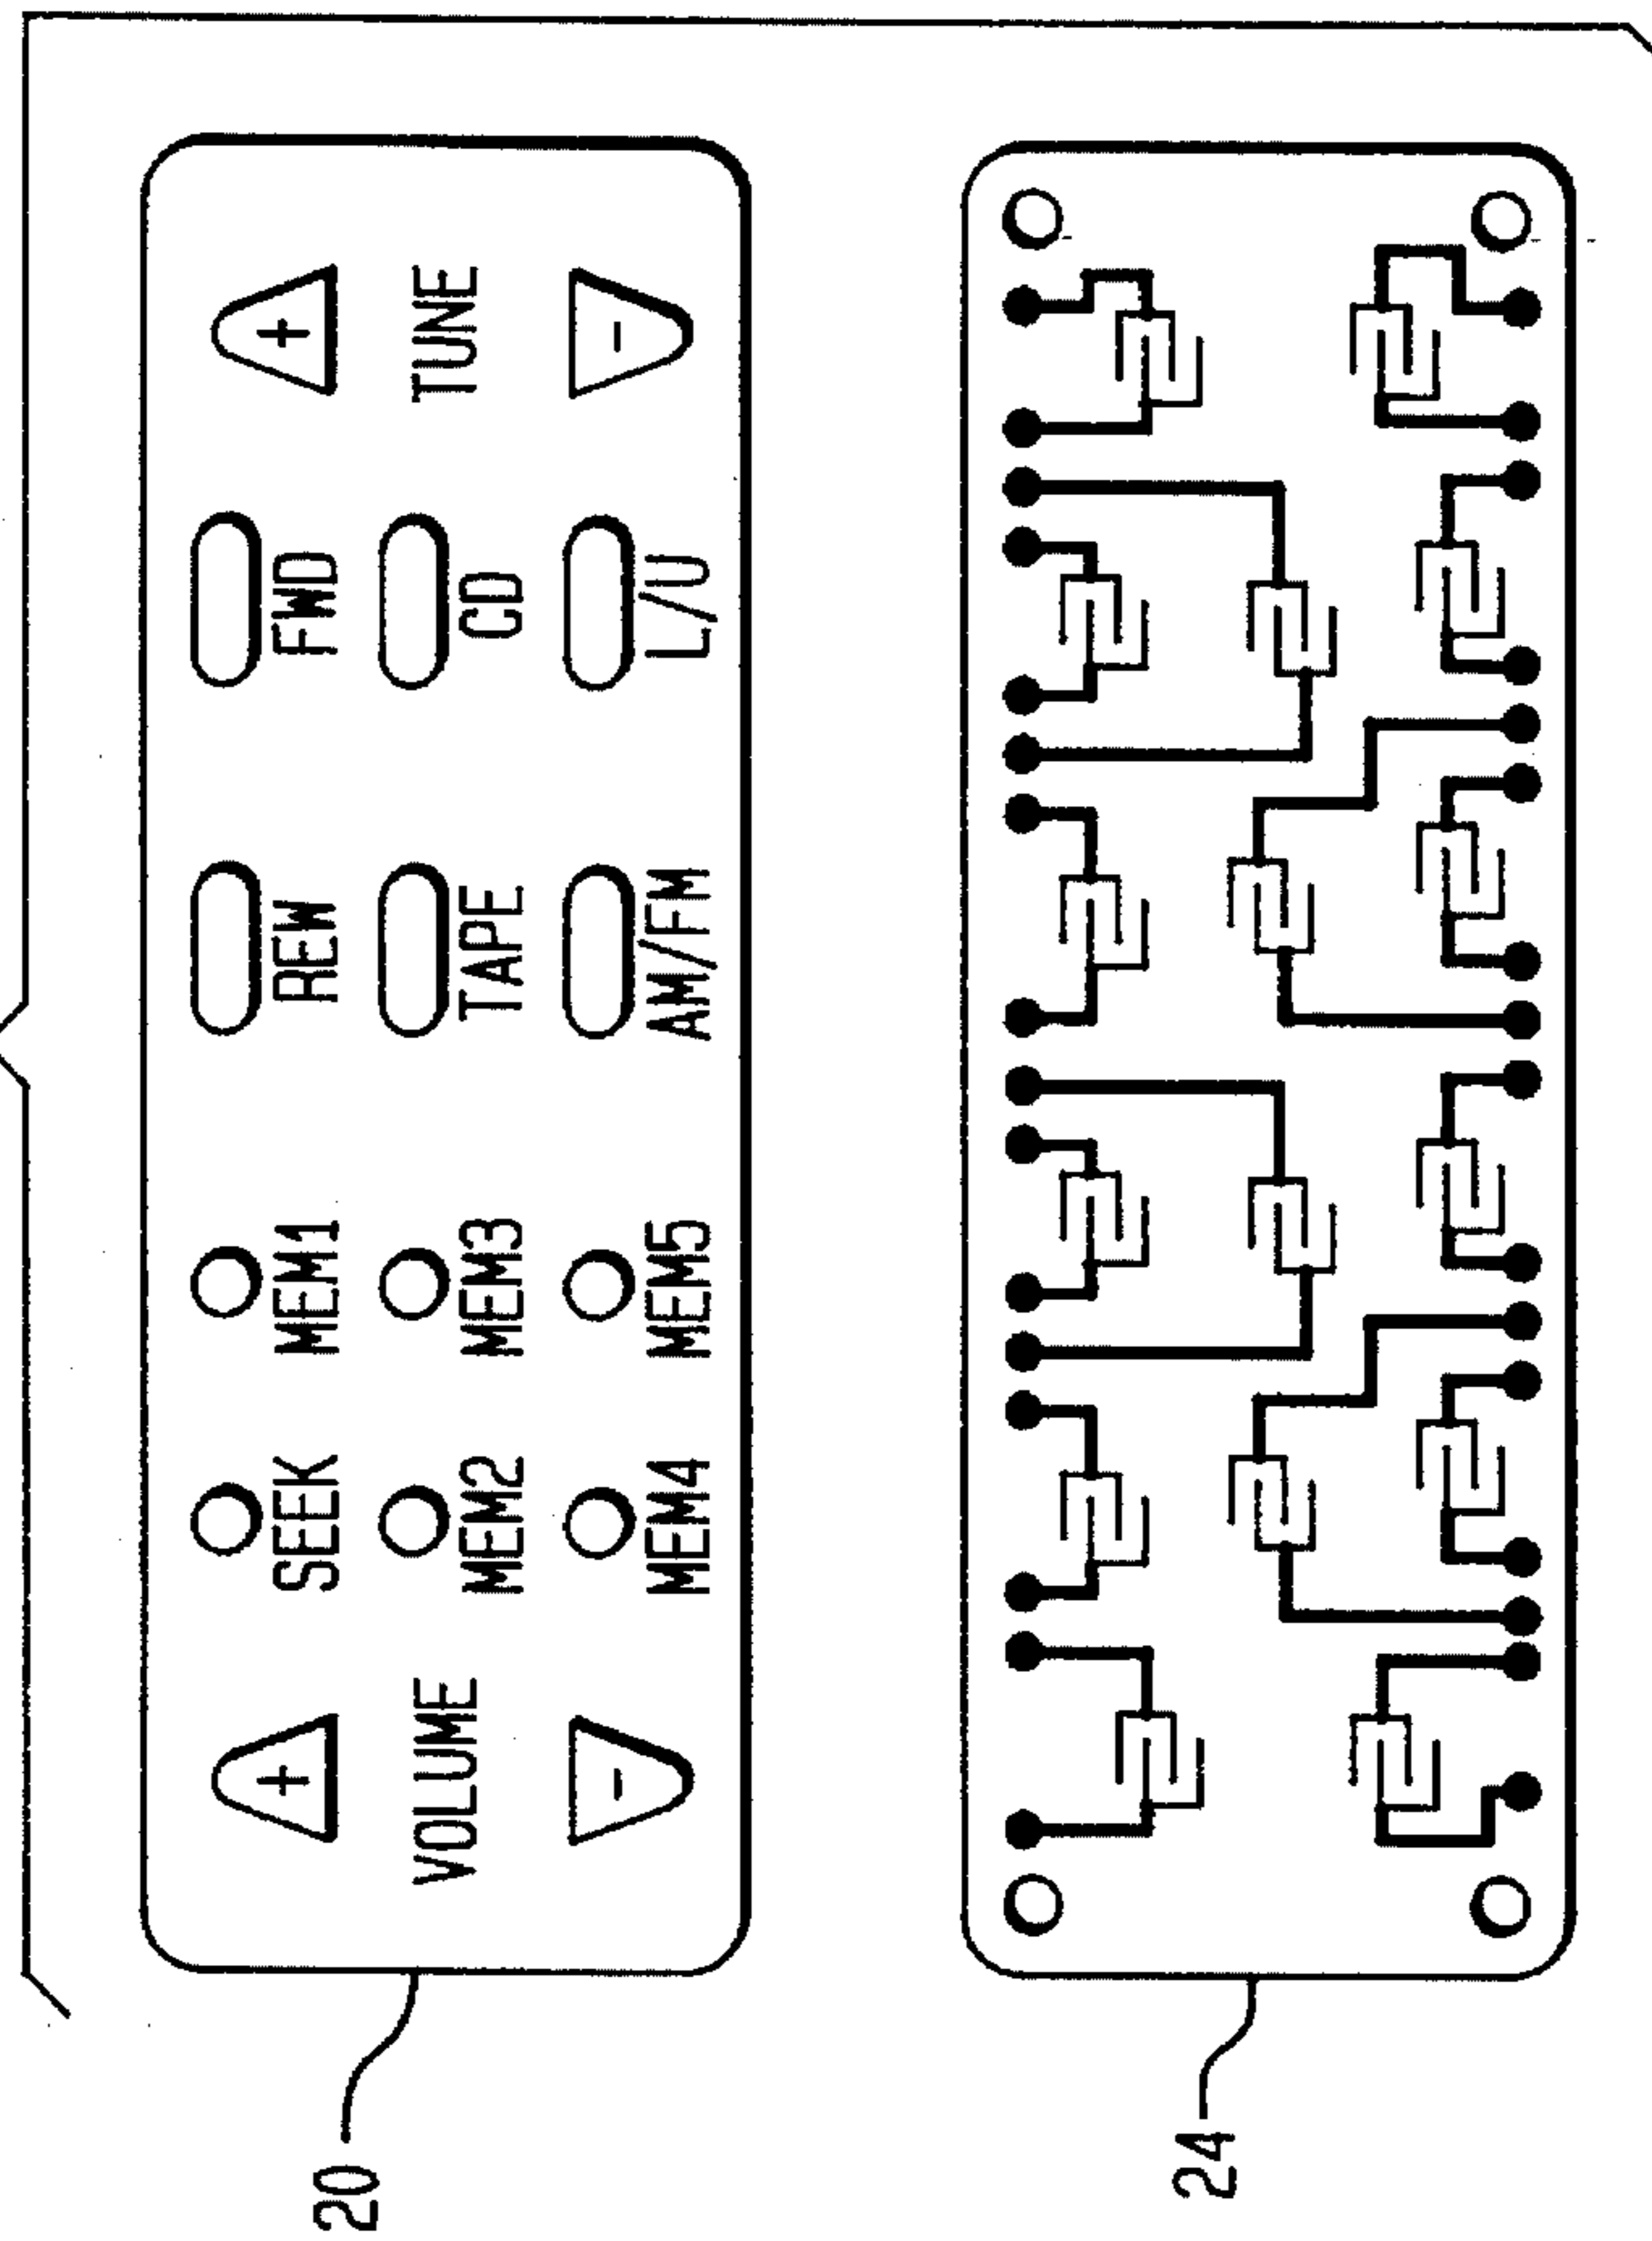 + SEEK MEM1 REW FWD +
20
VOLUME MEM2 MEM3 TAPE CD TUNE
- MEM4 MEM5 AM/FM L/U -
24